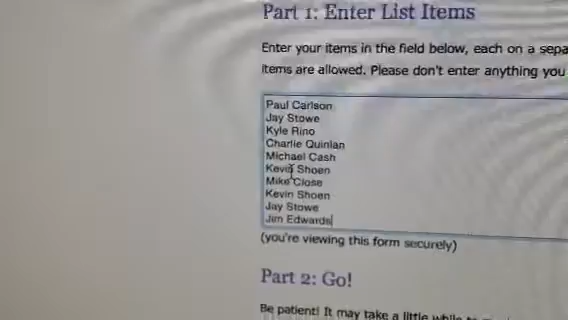 Part 1: Enter List Items
Enter your items in the field below, each on a
items are allowed. Please don't enter anything you
Paul Carlson
Jay Stowe
Kyle Rino
Charlie Quinlan
Michael Cash
Kevin Shoen
Mike Close
Kevin Shoen
Jay Stowe
Jim Edwards
(you're viewing this form securely)
Part 2: Go!
Be patient! It may take a little while to